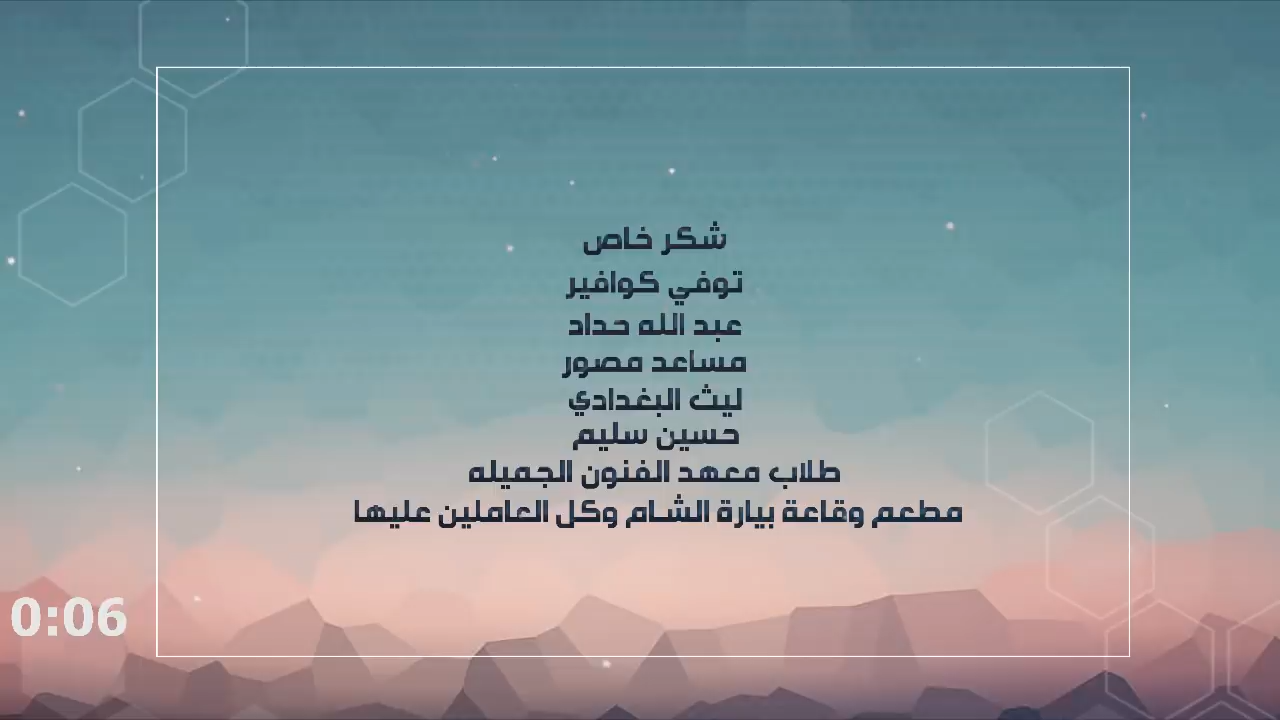 شكر خاص
توفي كوافير
عبد الله حداد
مساعد مصور
ليث البغدادي
حسين سليم
طلاب معهد الفنون الجميله
مطعم وقاعة بيارة الشام وكل العاملين عليها
0:06